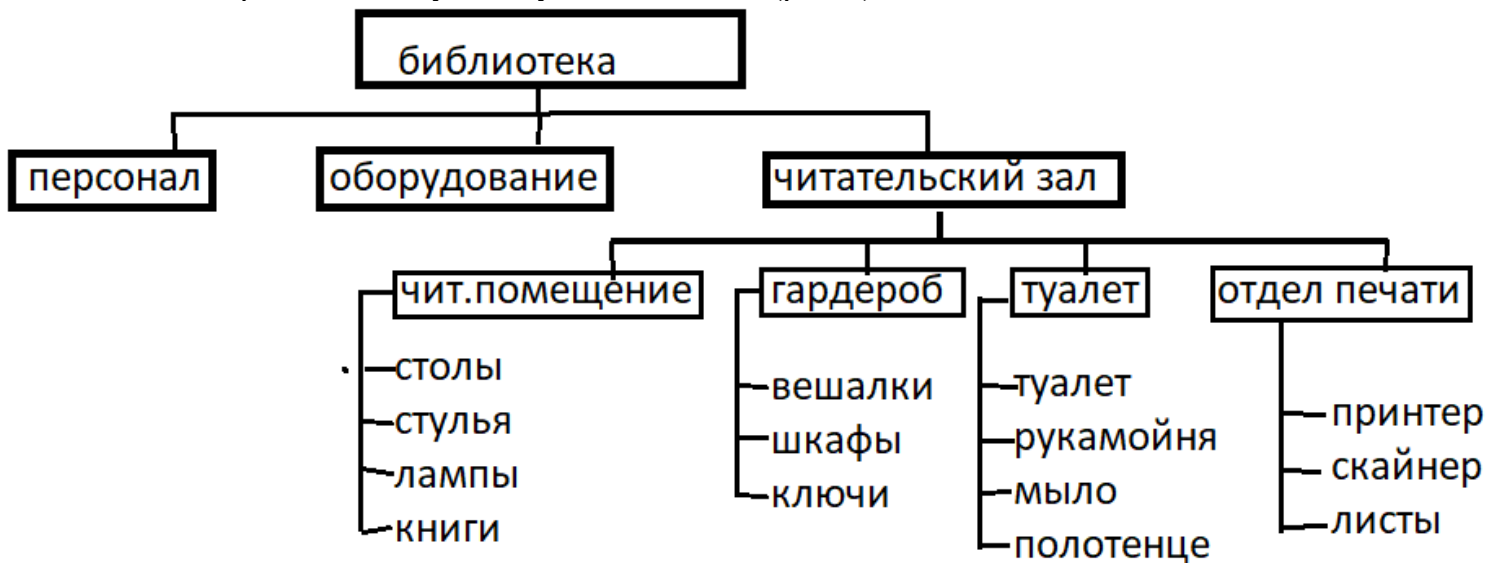 библиотека
персонал
оборудование
читательский зал
чит.помещение
столы
стулья
лампы
книги
гардероб
вешалки
шкафы
ключи
туалет
туалет
рукамойня
мыло
полотенце
отдел печати
принтер
скайнер
листы